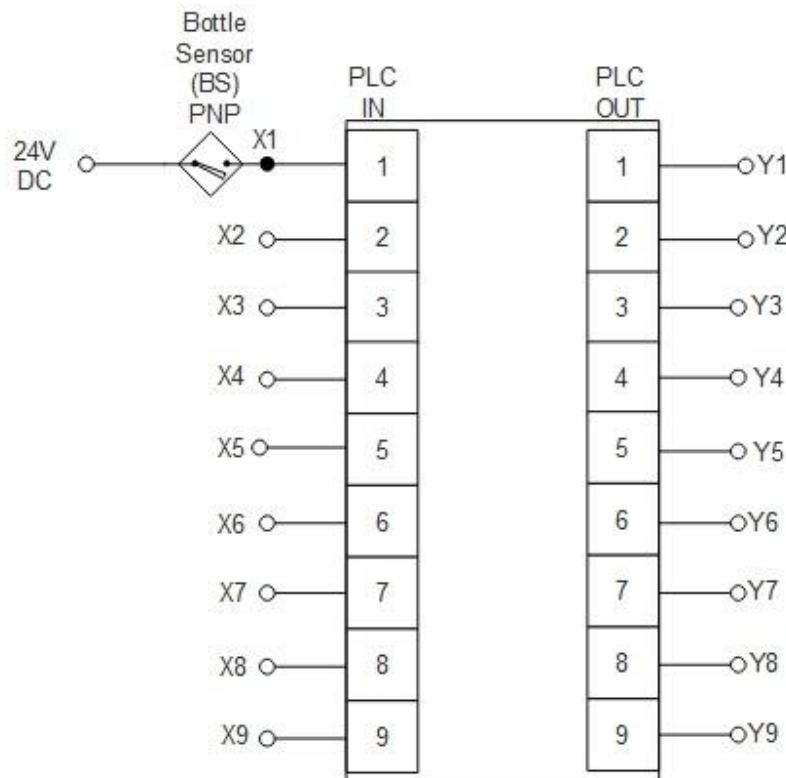 Bottle
Sensor
(BS)
PNP
PLC
IN
PLC
OUT
24V
DC
X1
1
1
Y1
X2
2
2
Y2
X3
3
3
Y3
X4
4
4
Y4
X5
5
5
Y5
X6
6
6
Y6
X7
7
7
Y7
X8
8
8
Y8
X9
9
9
Y9